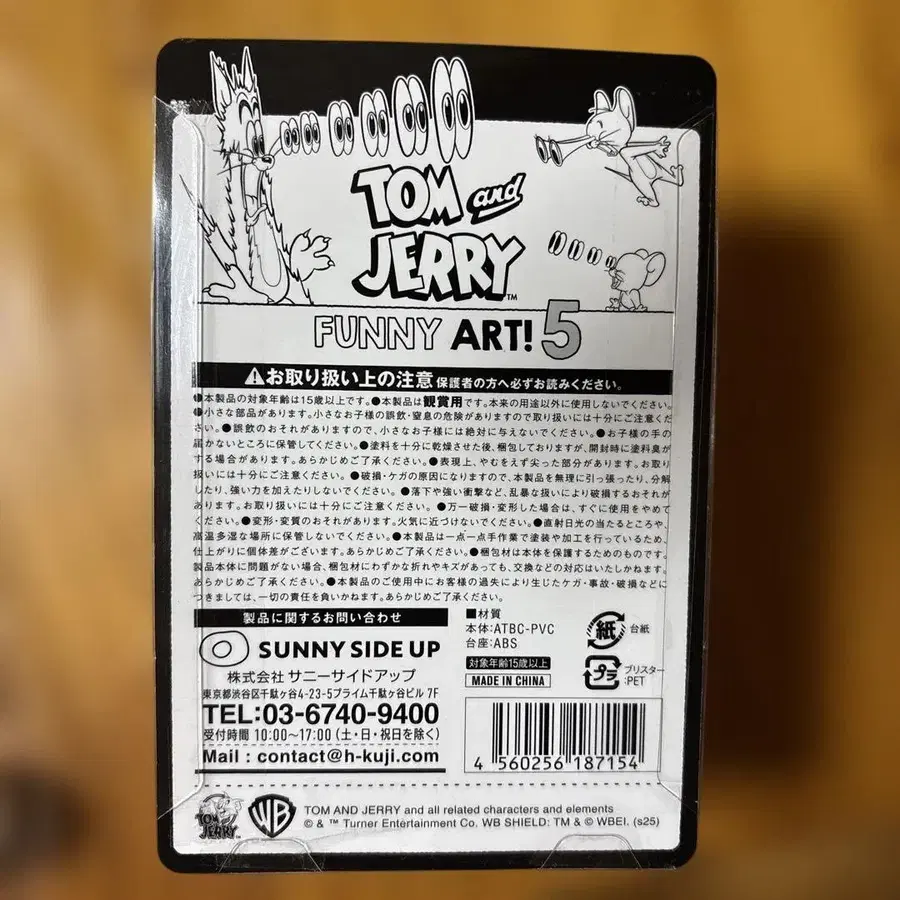 TOM and
JERRY™
FUNNY ART! 5
⚠お取り扱い上の注意 保護者の方へ必ずお読みください。
●本製品の対象年齢は15歳以上です。●本製品は観賞用です。本来の用途以外に使用しないでください。
●小さな部品があります。小さなお子様の誤飲・窒息の危険がありますので取り扱いには十分にご注意くだ
さい。●誤飲のおそれがありますので、小さなお子様には絶対に与えないでください。●お子様の手の
届かないところに保管してください。●塗料を十分に乾燥させた後、梱包しておりますが、開封時に塗料臭が
する場合があります。あらかじめご了承ください。●表現上、やむをえず尖った部分があります。お取り
扱いには十分にご注意ください。●破損・ケガの原因になりますので、本製品を無理に引っ張ったり、分解
したり、強い力を加えたりしないでください。●落下や強い衝撃など、乱暴な扱いにより破損するおそれが
あります。お取り扱いには十分にご注意ください。●万一破損・変形した場合は、すぐに使用をやめて
ください。●変形・変質のおそれがあります。火気に近づけないでください。●直射日光の当たるところや、
高温多湿な場所に保管しないでください。●本製品は一点一点手作業で塗装や加工を行っているため、
仕上がりに個体差がございます。あらかじめご了承ください。●梱包材は本体を保護するためのものです。
製品本体に問題がない場合、梱包材にわずかな折れやキズがあっても、交換などの対応はいたしかねます。
あらかじめご了承ください。●本製品のご使用中にお客様の過失により生じたケガ・事故・破損などに
つきましては、一切の責任を負いかねます。あらかじめご了承ください。
製品に関するお問い合わせ
SUNNY SIDE UP
株式会社 サニーサイドアップ
東京都渋谷区千駄ヶ谷4-23-5プライム千駄ヶ谷ビル 7F
TEL:03-6740-9400
受付時間 10:00〜17:00 (土・日・祝日を除く)
Mail : contact@h-kuji.com
■材質
本体:ATBC-PVC
台座:ABS
対象年齢15歳以上
MADE IN CHINA
紙 台紙
プラ ブリスター
:PET
4 560256 187154
TOM and JERRY
WB
TOM AND JERRY and all related characters and elements
© & ™ Turner Entertainment Co. WB SHIELD: TM & © WBEI. (s25)